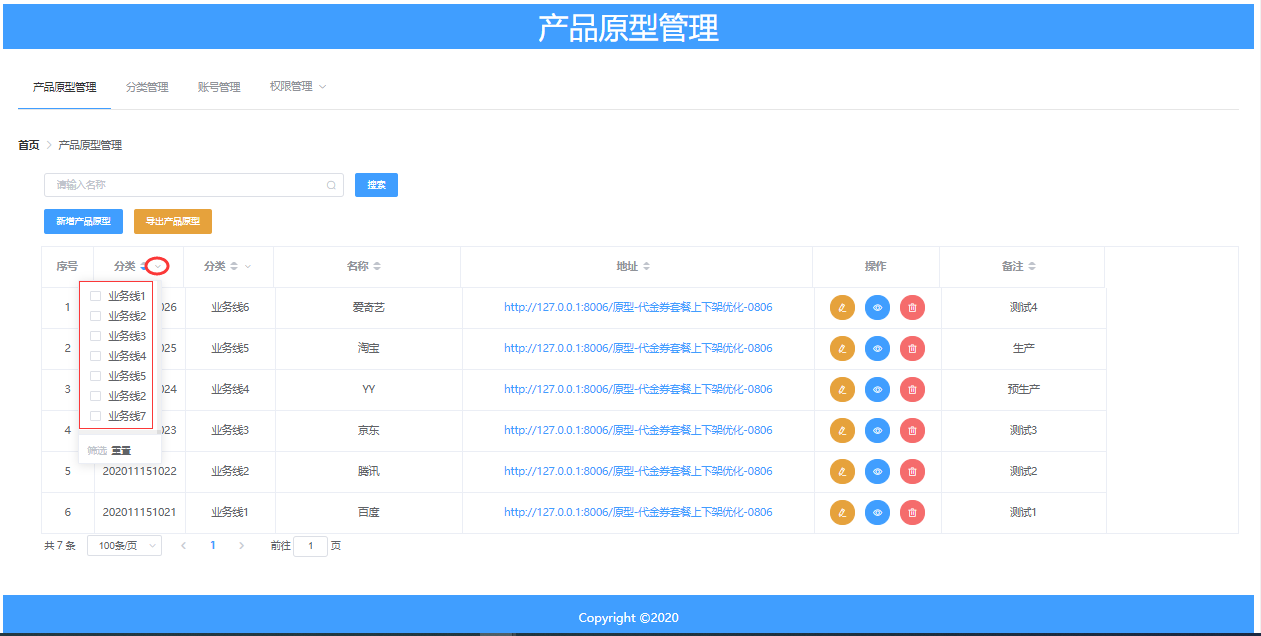 产品原型管理
产品原型管理 分类管理 账号管理 权限管理
首页 产品原型管理
请输入名称 搜索
新增产品原型 导出产品原型
序号 分类 分类 名称 地址 操作 备注
1 026 业务线6 爱奇艺 http://127.0.0.1:8006/原型-代金券套餐上下架优化-0806 测试4
2 025 业务线5 淘宝 http://127.0.0.1:8006/原型-代金券套餐上下架优化-0806 生产
3 024 业务线4 YY http://127.0.0.1:8006/原型-代金券套餐上下架优化-0806 预生产
4 023 业务线3 京东 http://127.0.0.1:8006/原型-代金券套餐上下架优化-0806 测试3
5 202011151022 业务线2 腾讯 http://127.0.0.1:8006/原型-代金券套餐上下架优化-0806 测试2
6 202011151021 业务线1 百度 http://127.0.0.1:8006/原型-代金券套餐上下架优化-0806 测试1
业务线1
业务线2
业务线3
业务线4
业务线5
业务线2
业务线7
筛选 重置
共 7 条 100条/页 1 前往 1 页
Copyright ©2020